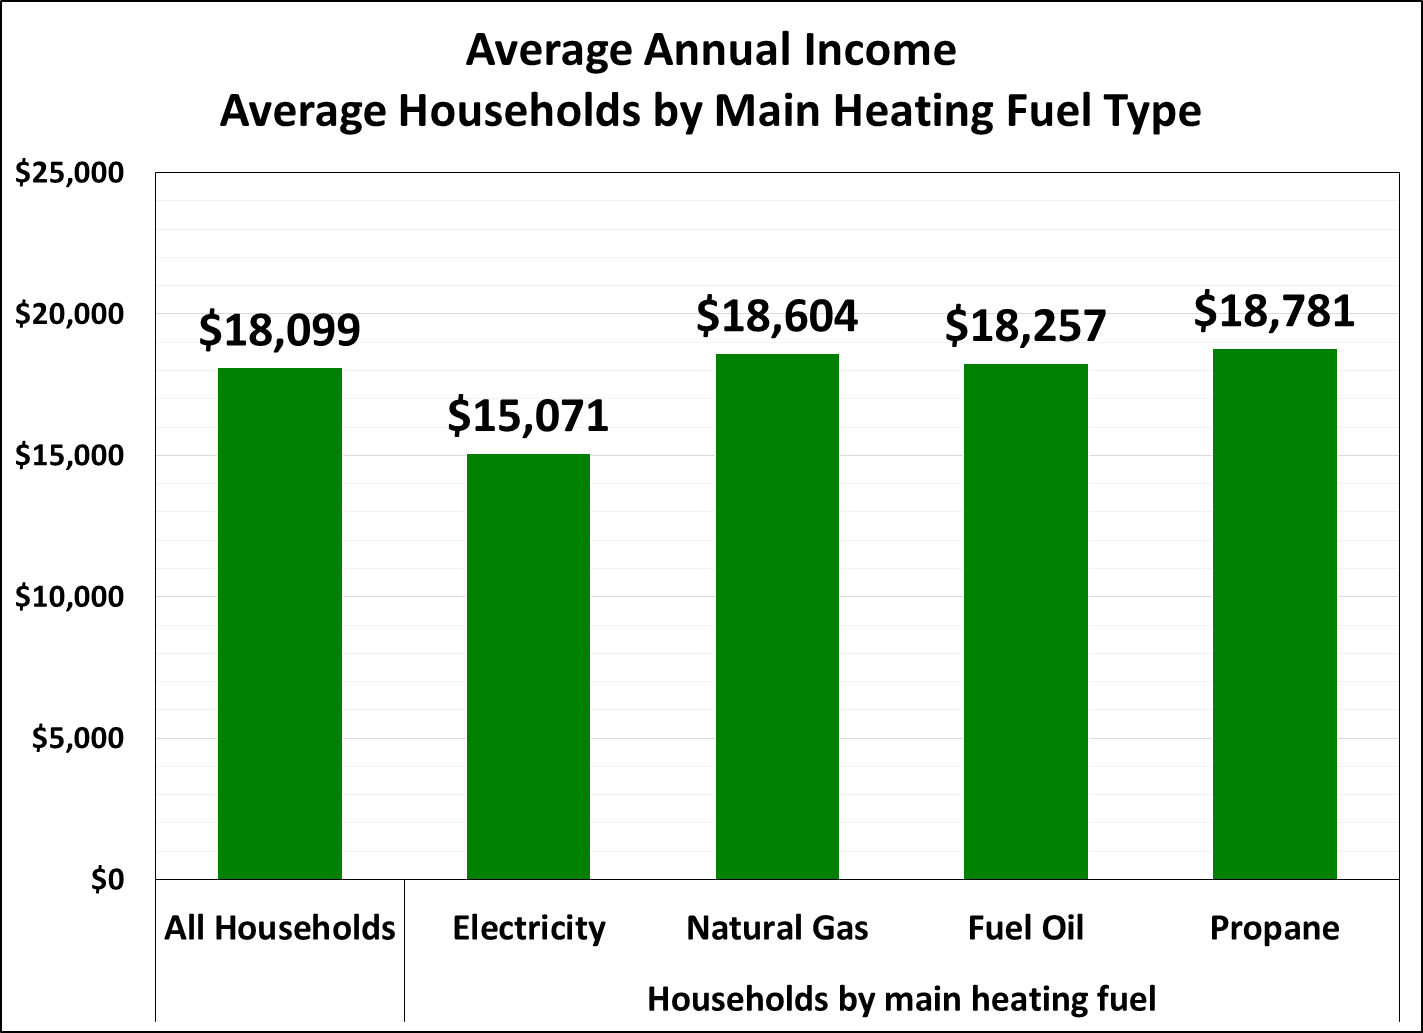 Average Annual Income
Average Households by Main Heating Fuel Type
$25,000
$20,000
$15,000
$10,000
$5,000
$0
$18,099
$15,071
$18,604
$18,257
$18,781
All Households
Electricity
Natural Gas
Fuel Oil
Propane
Households by main heating fuel